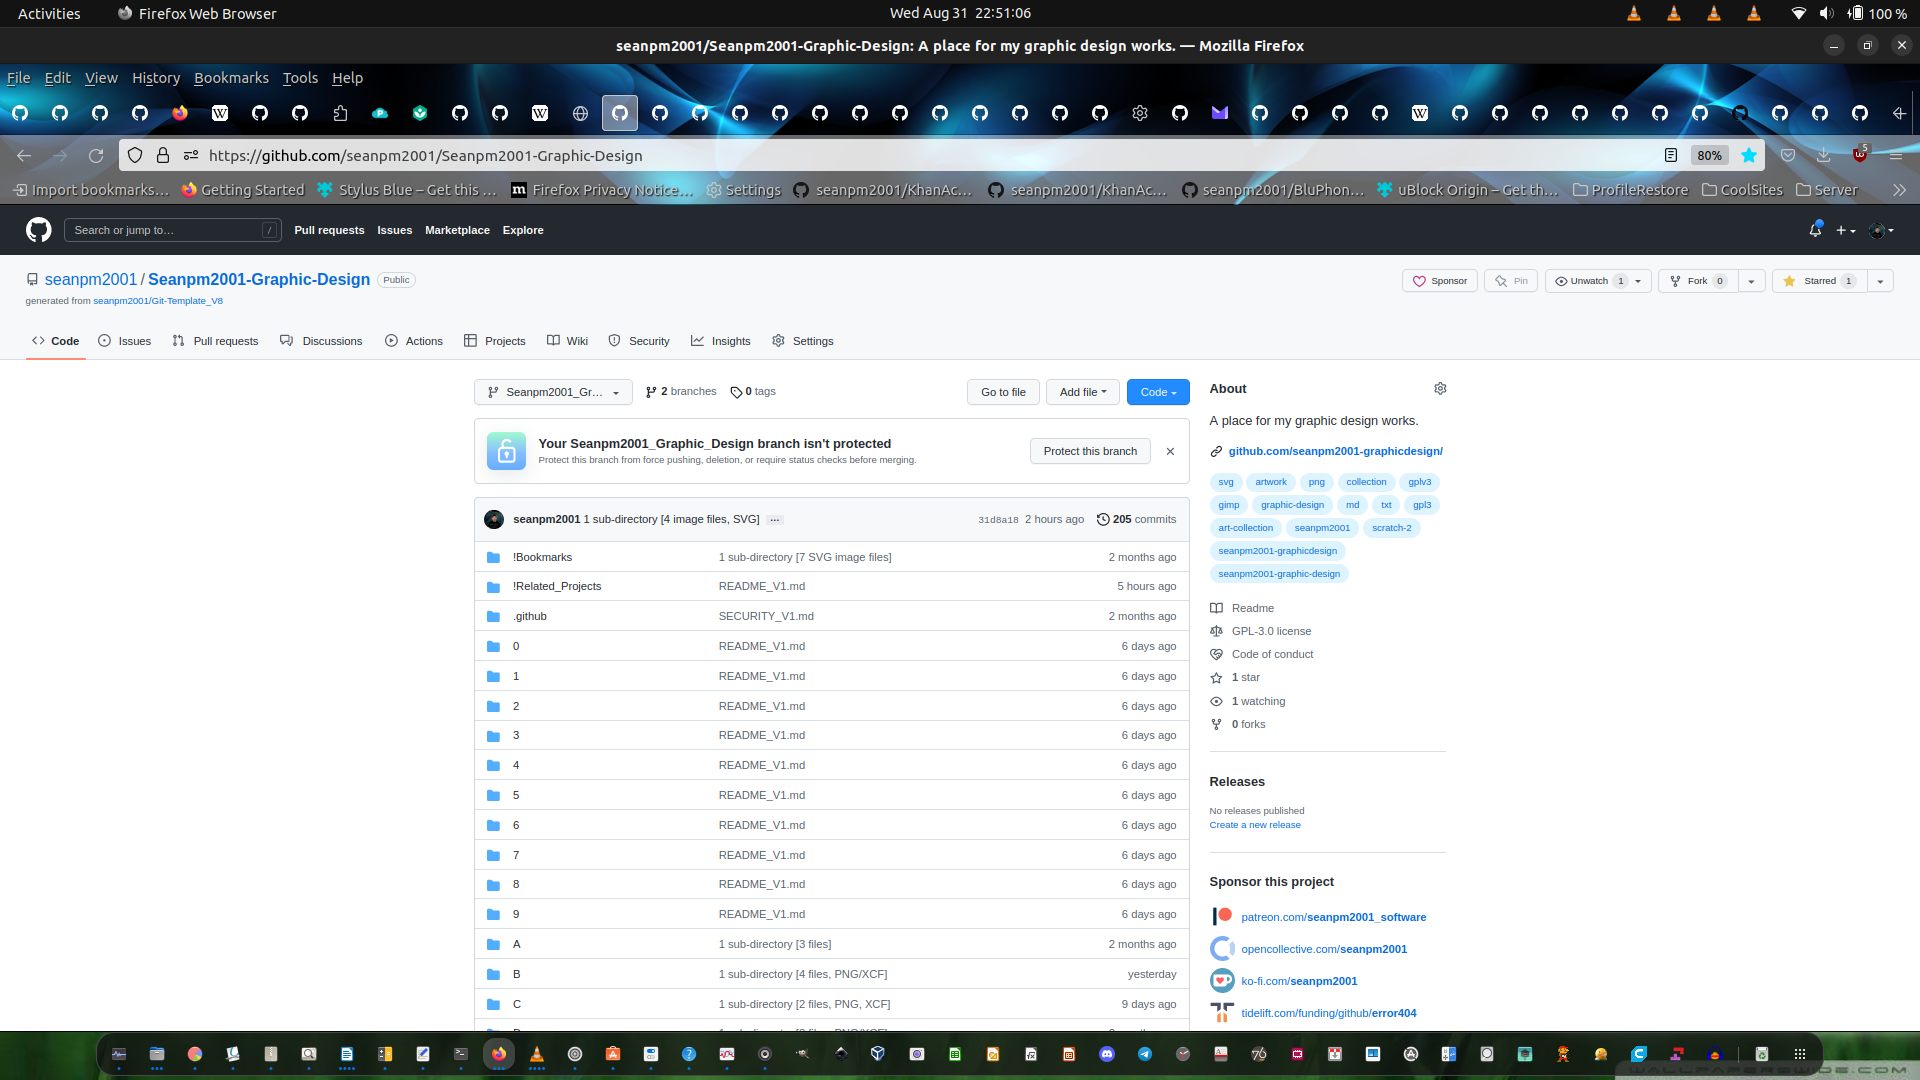 Activities Firefox Web Browser Wed Aug 31 22:51:06 100 %
seanpm2001/Seanpm2001-Graphic-Design: A place for my graphic design works. — Mozilla Firefox
File Edit View History Bookmarks Tools Help
https://github.com/seanpm2001/Seanpm2001-Graphic-Design 80% 5
Import bookmarks… Getting Started Stylus Blue – Get this … Firefox Privacy Notice… Settings seanpm2001/KhanAc… seanpm2001/KhanAc… seanpm2001/BluPhon… uBlock Origin – Get th… ProfileRestore CoolSites Server
Search or jump to… / Pull requests Issues Marketplace Explore
seanpm2001 / Seanpm2001-Graphic-Design Public Sponsor Pin Unwatch 1 Fork 0 Starred 1
generated from seanpm2001/Git-Template_V8
Code Issues Pull requests Discussions Actions Projects Wiki Security Insights Settings
Seanpm2001_Gr… 2 branches 0 tags Go to file Add file Code
Your Seanpm2001_Graphic_Design branch isn't protected
Protect this branch from force pushing, deletion, or require status checks before merging.
Protect this branch
seanpm2001 1 sub-directory [4 image files, SVG] … 31d8a18 2 hours ago 205 commits
!Bookmarks 1 sub-directory [7 SVG image files] 2 months ago
!Related_Projects README_V1.md 5 hours ago
.github SECURITY_V1.md 2 months ago
0 README_V1.md 6 days ago
1 README_V1.md 6 days ago
2 README_V1.md 6 days ago
3 README_V1.md 6 days ago
4 README_V1.md 6 days ago
5 README_V1.md 6 days ago
6 README_V1.md 6 days ago
7 README_V1.md 6 days ago
8 README_V1.md 6 days ago
9 README_V1.md 6 days ago
A 1 sub-directory [3 files] 2 months ago
B 1 sub-directory [4 files, PNG/XCF] yesterday
C 1 sub-directory [2 files, PNG, XCF] 9 days ago
About
A place for my graphic design works.
github.com/seanpm2001-graphicdesign/
svg artwork png collection gplv3
gimp graphic-design md txt gpl3
art-collection seanpm2001 scratch-2
seanpm2001-graphicdesign
seanpm2001-graphic-design
Readme
GPL-3.0 license
Code of conduct
1 star
1 watching
0 forks
Releases
No releases published
Create a new release
Sponsor this project
patreon.com/seanpm2001_software
opencollective.com/seanpm2001
ko-fi.com/seanpm2001
tidelift.com/funding/github/error404
WALLPAPERSWIDE.COM